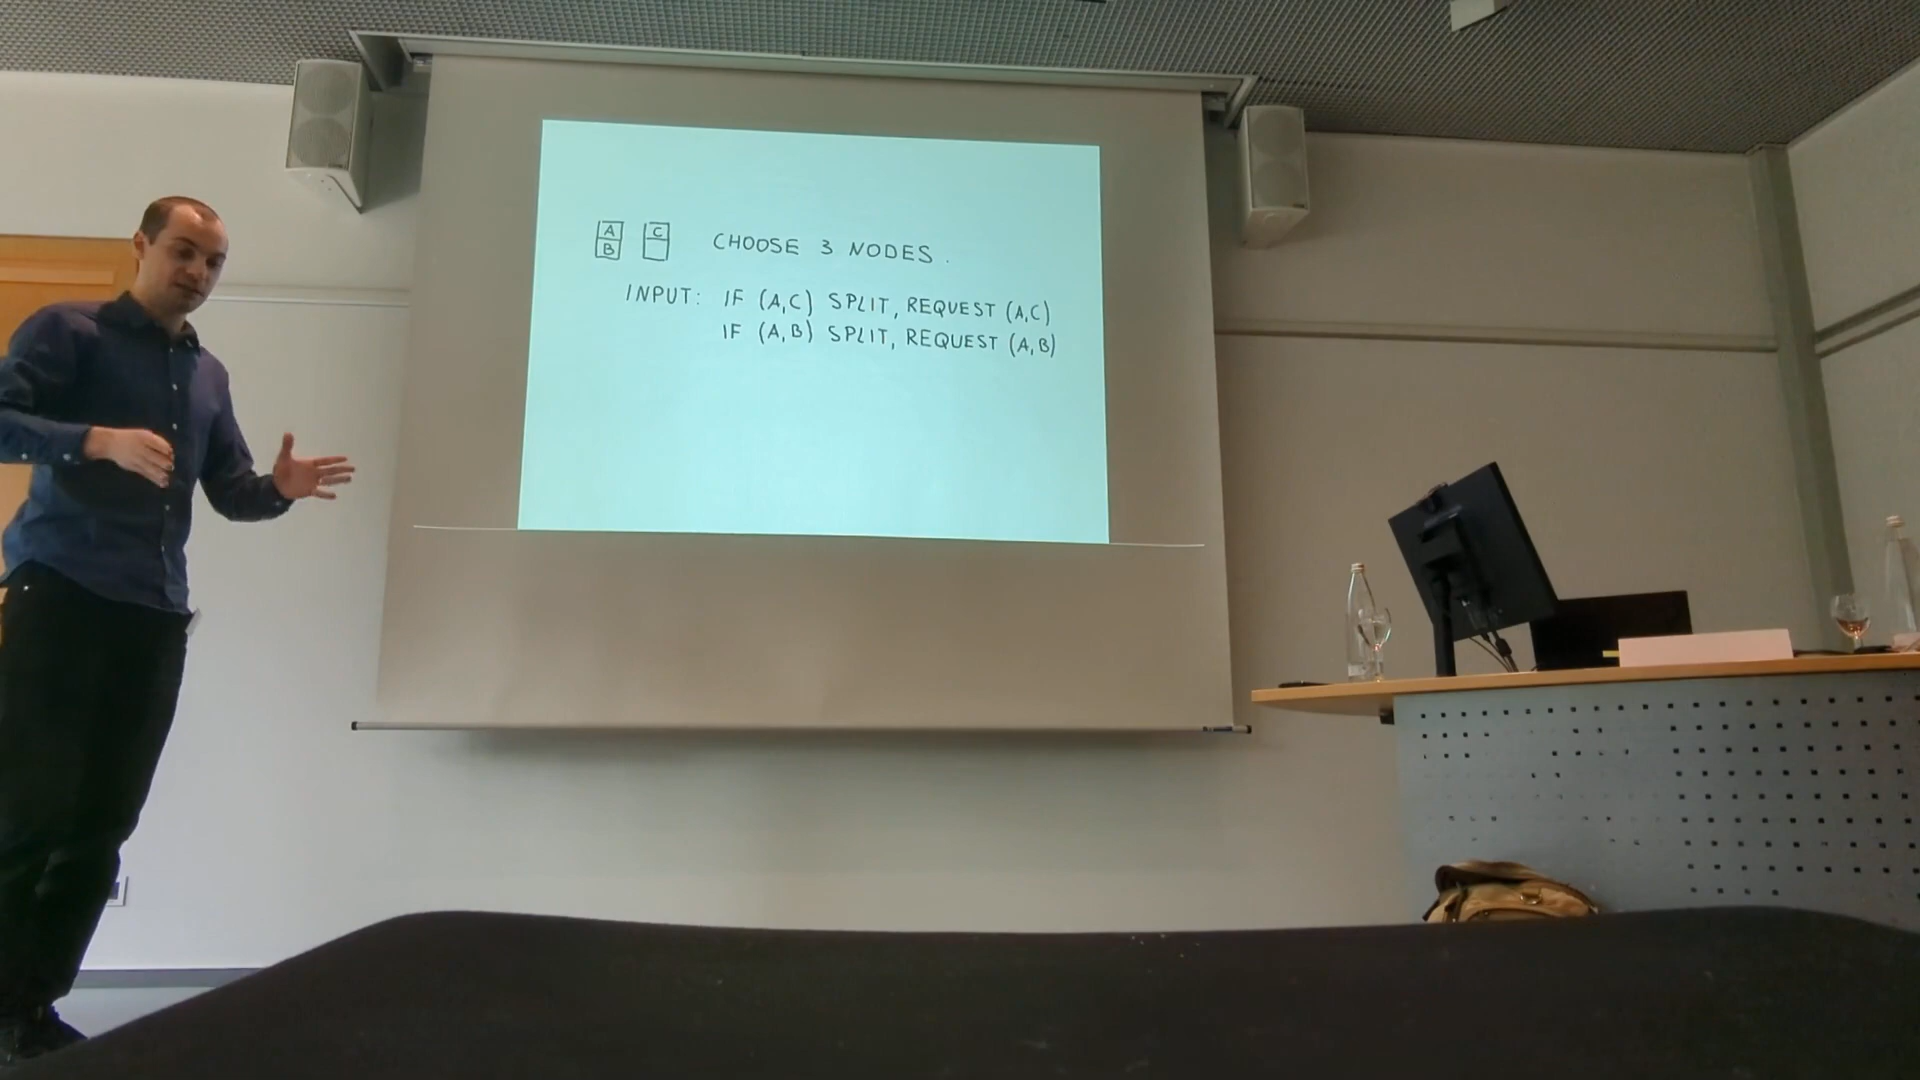 A C CHOOSE 3 NODES.
B
INPUT: IF (A,C) SPLIT, REQUEST (A,C)
IF (A,B) SPLIT, REQUEST (A,B)